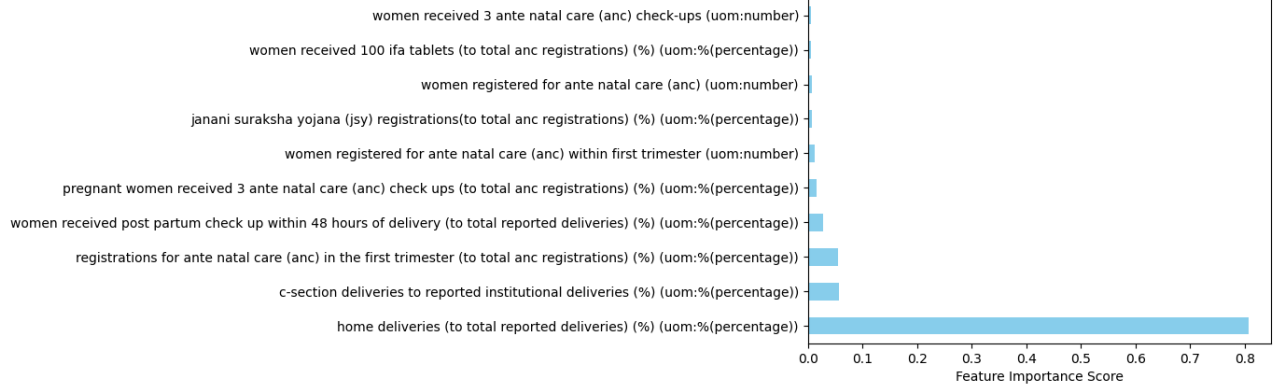 women received 3 ante natal care (anc) check-ups (uom:number)
women received 100 ifa tablets (to total anc registrations) (%) (uom:%(percentage))
women registered for ante natal care (anc) (uom:number)
janani suraksha yojana (jsy) registrations(to total anc registrations) (%) (uom:%(percentage))
women registered for ante natal care (anc) within first trimester (uom:number)
pregnant women received 3 ante natal care (anc) check ups (to total anc registrations) (%) (uom:%(percentage))
women received post partum check up within 48 hours of delivery (to total reported deliveries) (%) (uom:%(percentage))
registrations for ante natal care (anc) in the first trimester (to total anc registrations) (%) (uom:%(percentage))
c-section deliveries to reported institutional deliveries (%) (uom:%(percentage))
home deliveries (to total reported deliveries) (%) (uom:%(percentage))
0.0 0.1 0.2 0.3 0.4 0.5 0.6 0.7 0.8
Feature Importance Score